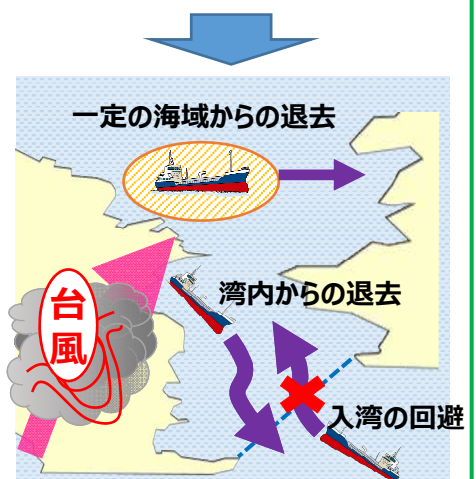 一定の海域からの退去
湾内からの退去
台
風
入湾の回避